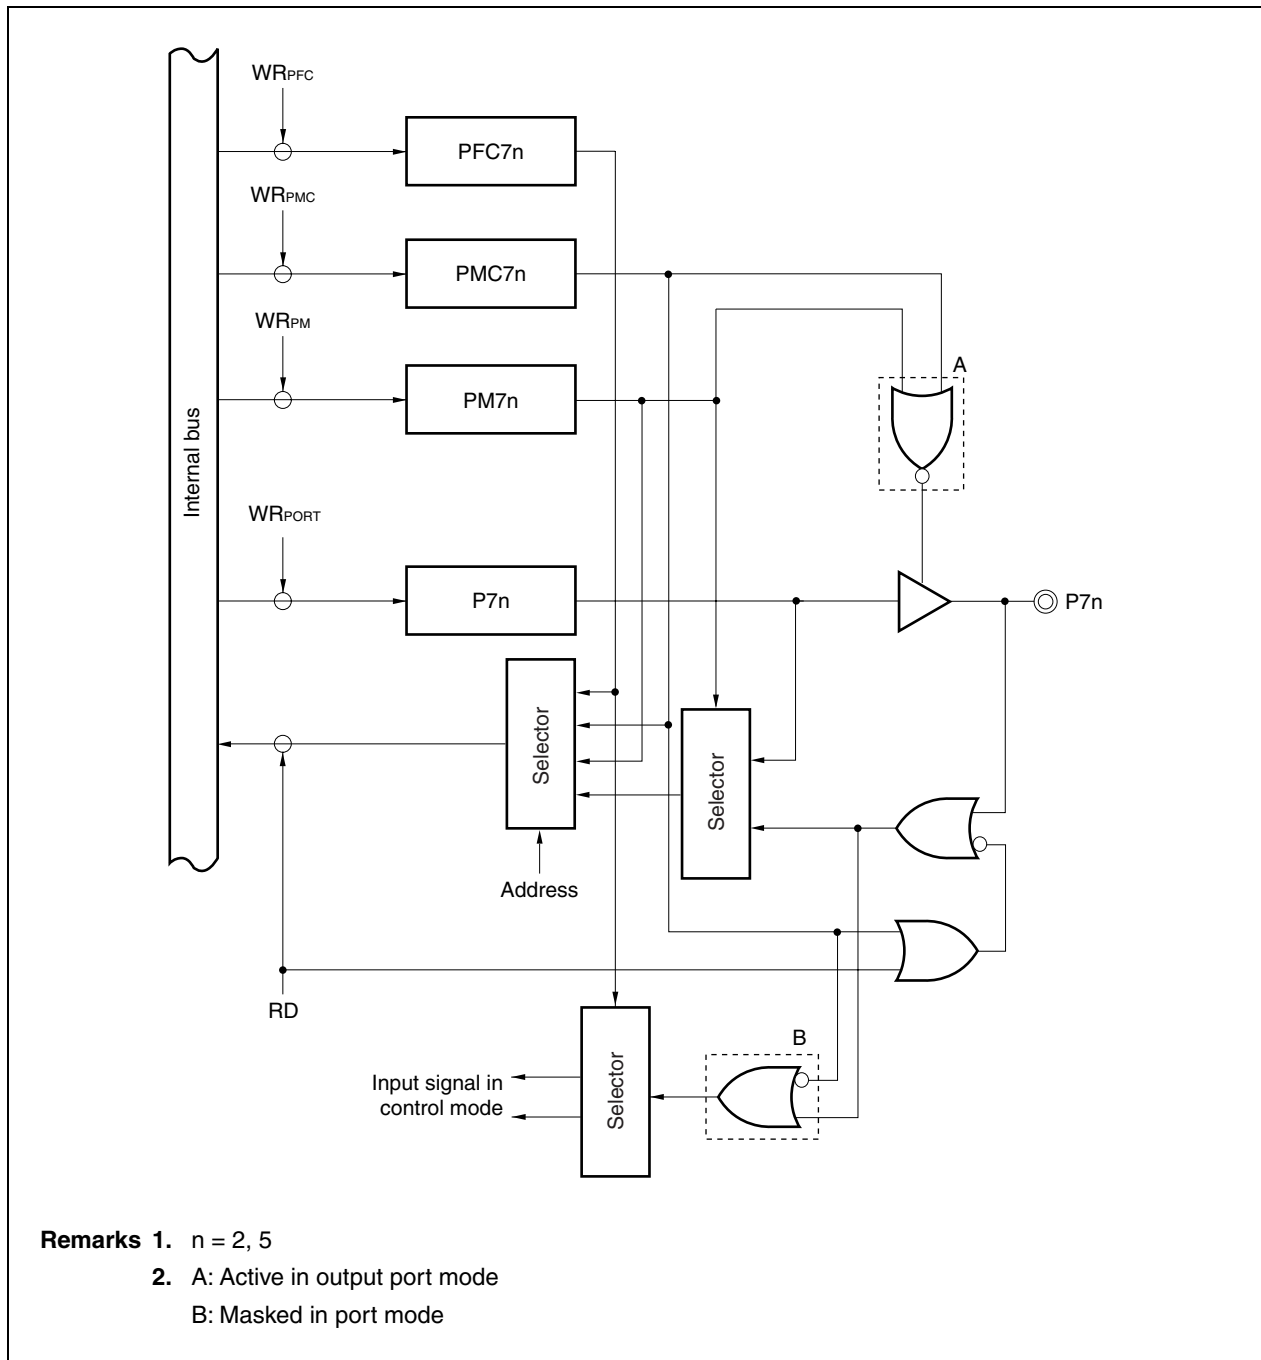 WRPFC
PFC7n
WRPMC
PMC7n
WRPM
A
PM7n
Internal bus
WRPORT
P7n
P7n
Selector
Selector
Address
RD
B
Input signal in
control mode
Selector
Remarks 1. n = 2, 5
2. A: Active in output port mode
B: Masked in port mode